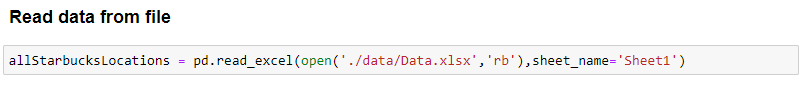 Read data from file
allStarbucksLocations = pd.read_excel(open('./data/Data.xlsx','rb'),sheet_name='Sheet1')